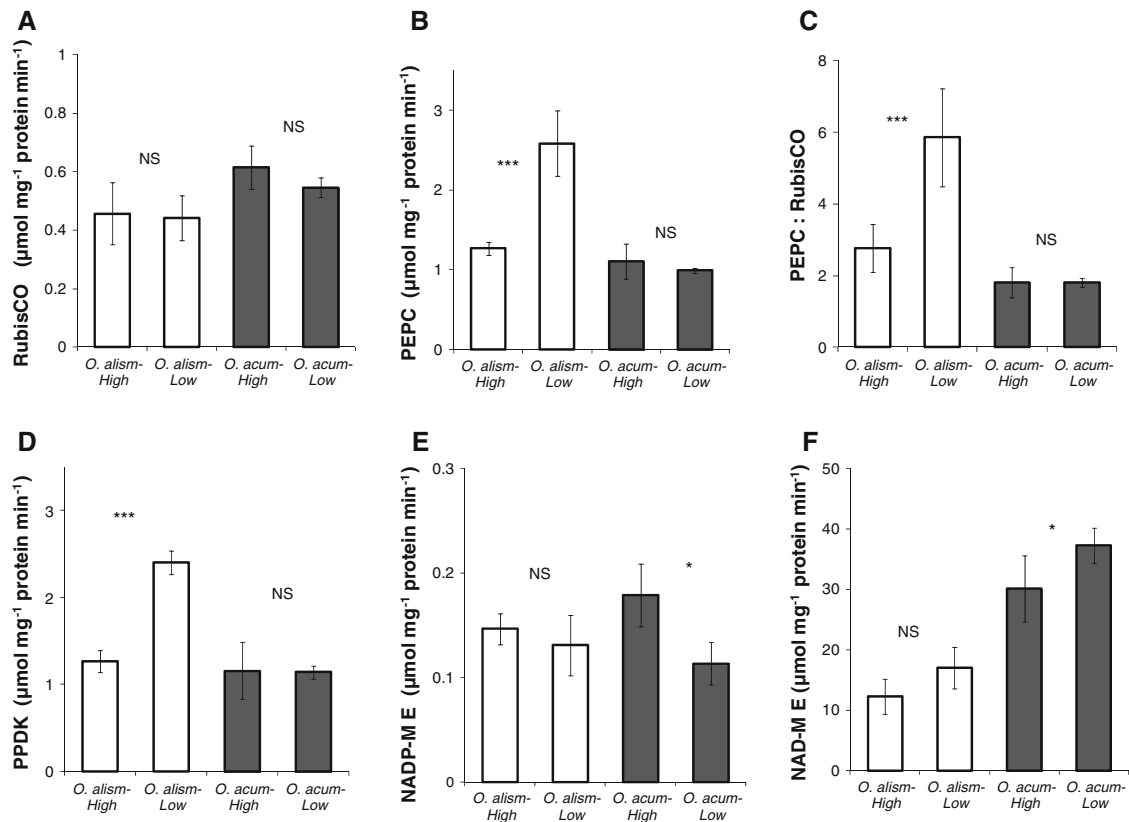 A
RubisCO (µmol mg⁻¹ protein min⁻¹)
1
0.8
0.6
0.4
0.2
0
NS
NS
O. alism-High
O. alism-Low
O. acum-High
O. acum-Low
B
PEPC (µmol mg⁻¹ protein min⁻¹)
3
2
1
0
***
NS
O. alism-High
O. alism-Low
O. acum-High
O. acum-Low
C
PEPC : RubisCO
8
6
4
2
0
***
NS
O. alism-High
O. alism-Low
O. acum-High
O. acum-Low
D
PPDK (µmol mg⁻¹ protein min⁻¹)
3
2
1
0
***
NS
O. alism-High
O. alism-Low
O. acum-High
O. acum-Low
E
NADP-M E (µmol mg⁻¹ protein min⁻¹)
0.3
0.2
0.1
0
NS
*
O. alism-High
O. alism-Low
O. acum-High
O. acum-Low
F
NAD-M E (µmol mg⁻¹ protein min⁻¹)
50
40
30
20
10
0
NS
*
O. alism-High
O. alism-Low
O. acum-High
O. acum-Low